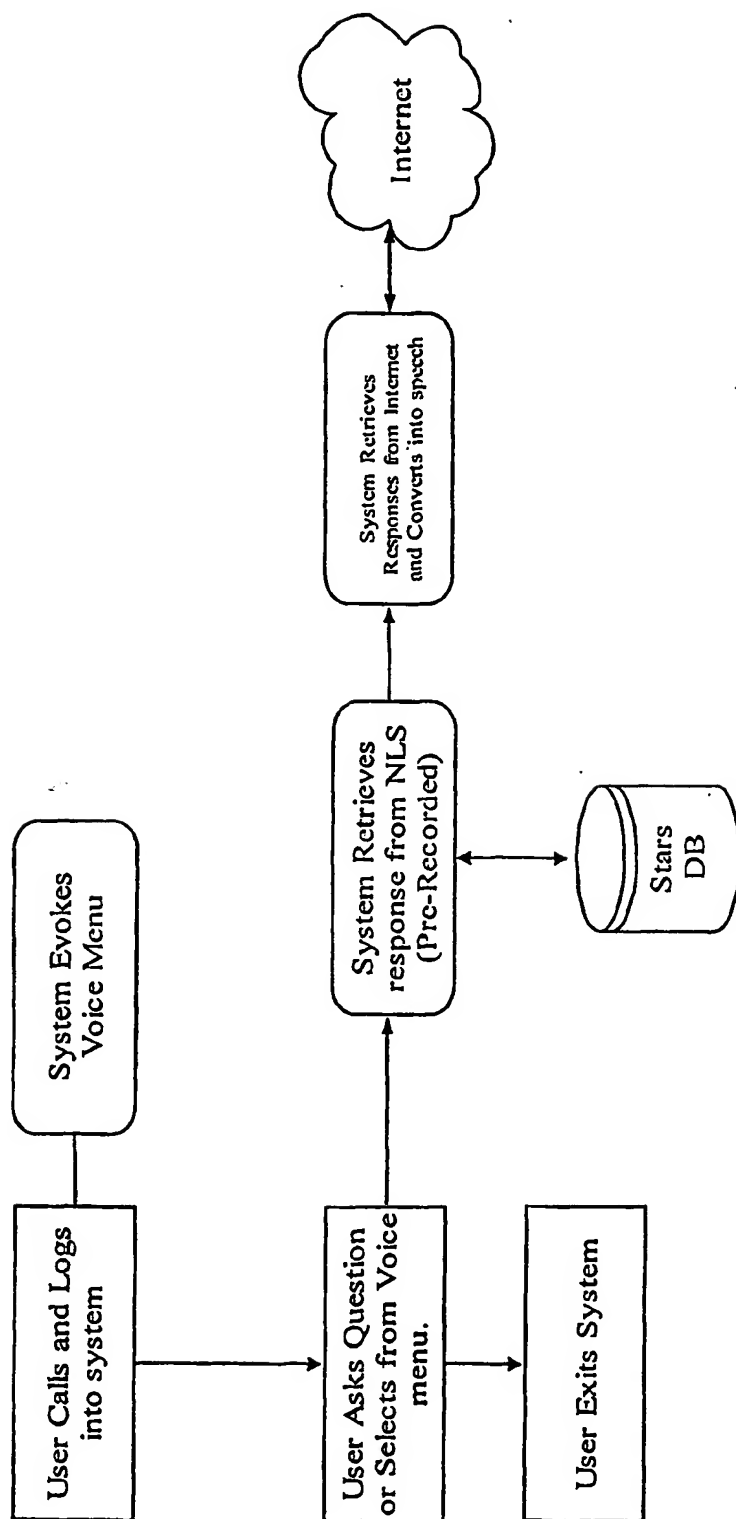 User Calls and Logs
into system
System Evokes
Voice Menu
User Asks Question
or Selects from Voice
menu.
System Retrieves
response from NLS
(Pre-Recorded)
System Retrieves
Responses from Internet
and Converts into speech
Internet
Stars
DB
User Exits System